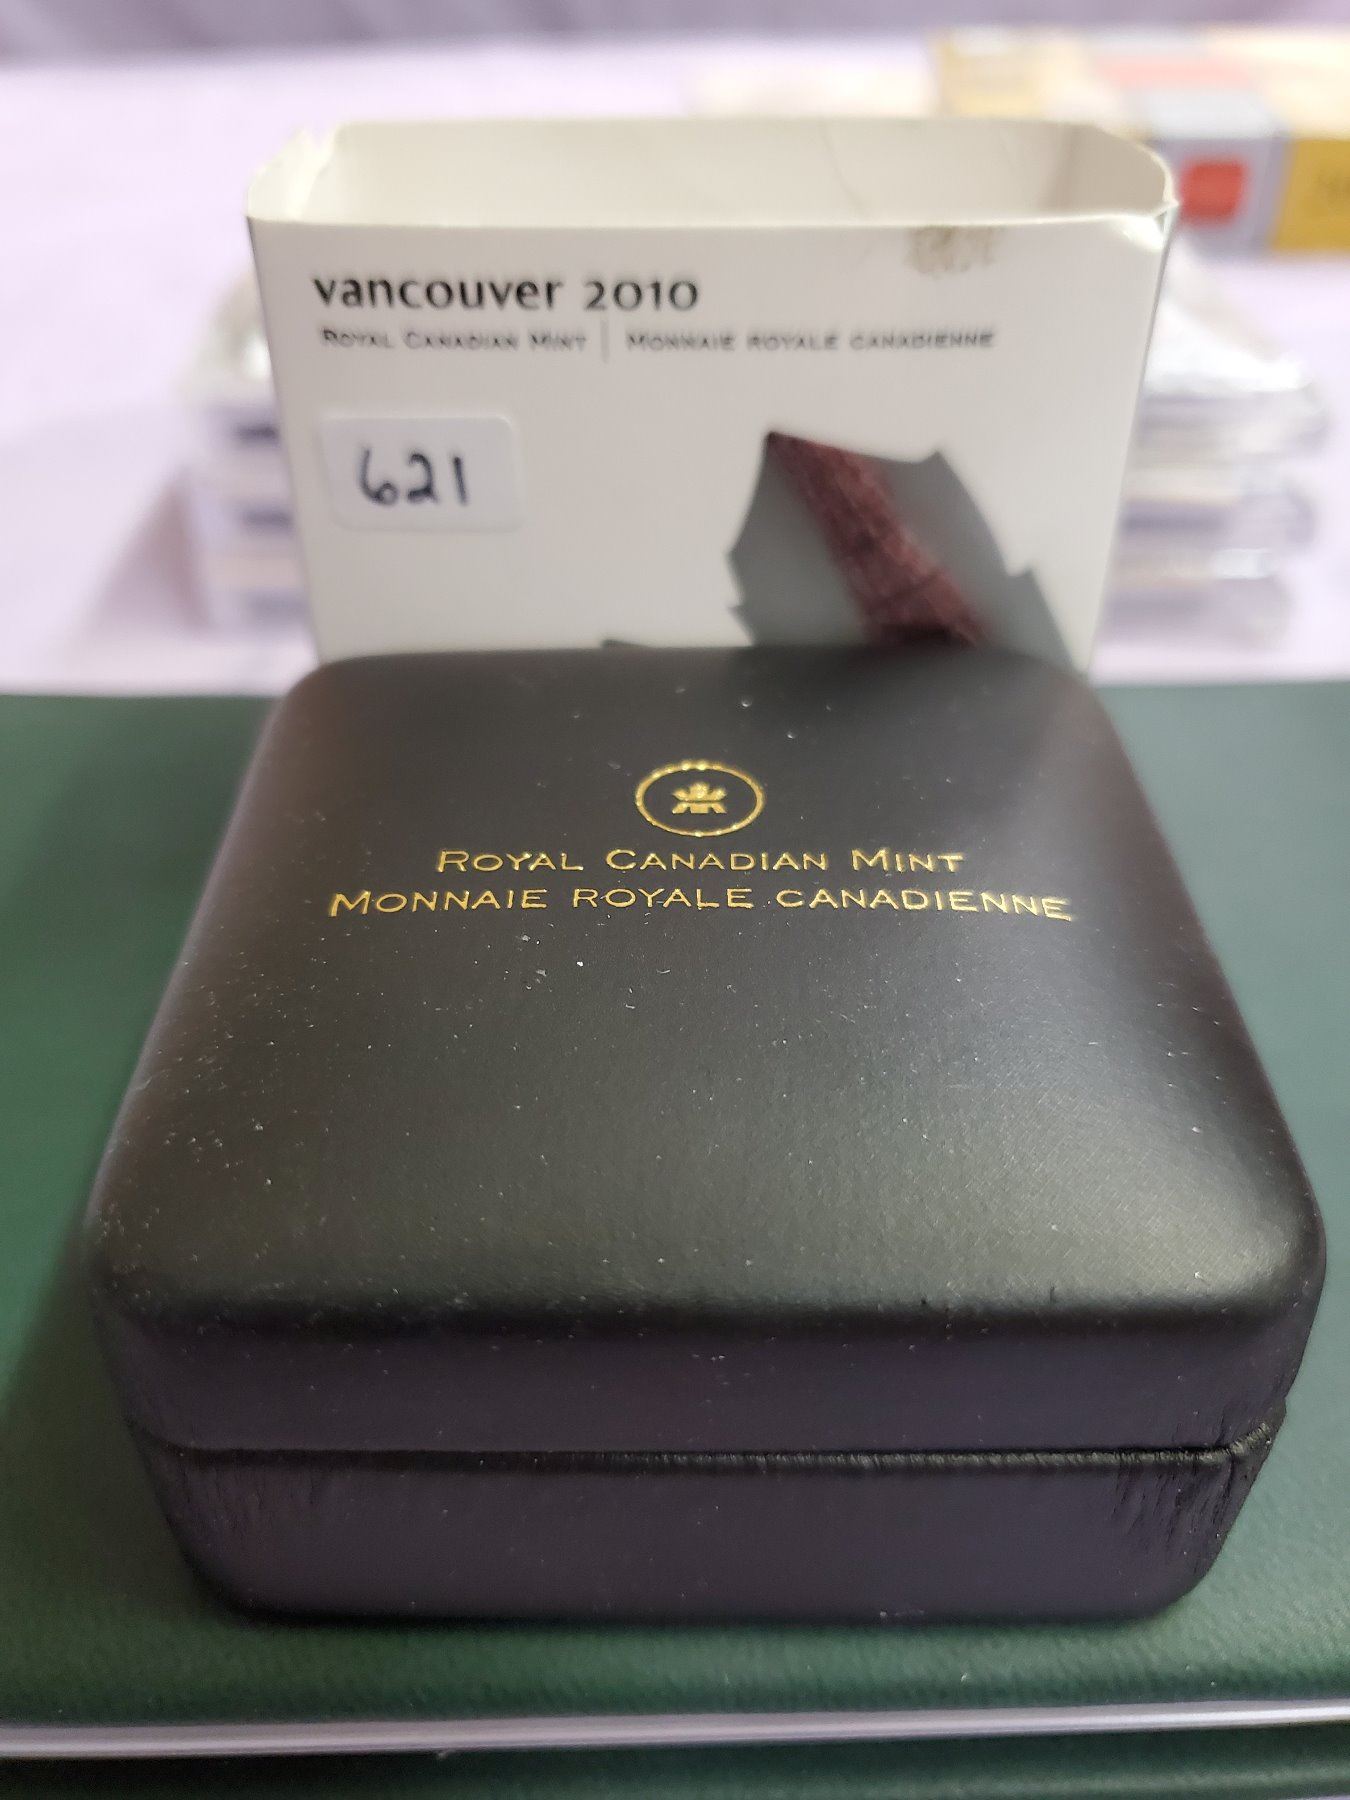 vancouver 2010
ROYAL CANADIAN MINT | MONNAIE ROYALE CANADIENNE
621
ROYAL CANADIAN MINT
MONNAIE ROYALE CANADIENNE